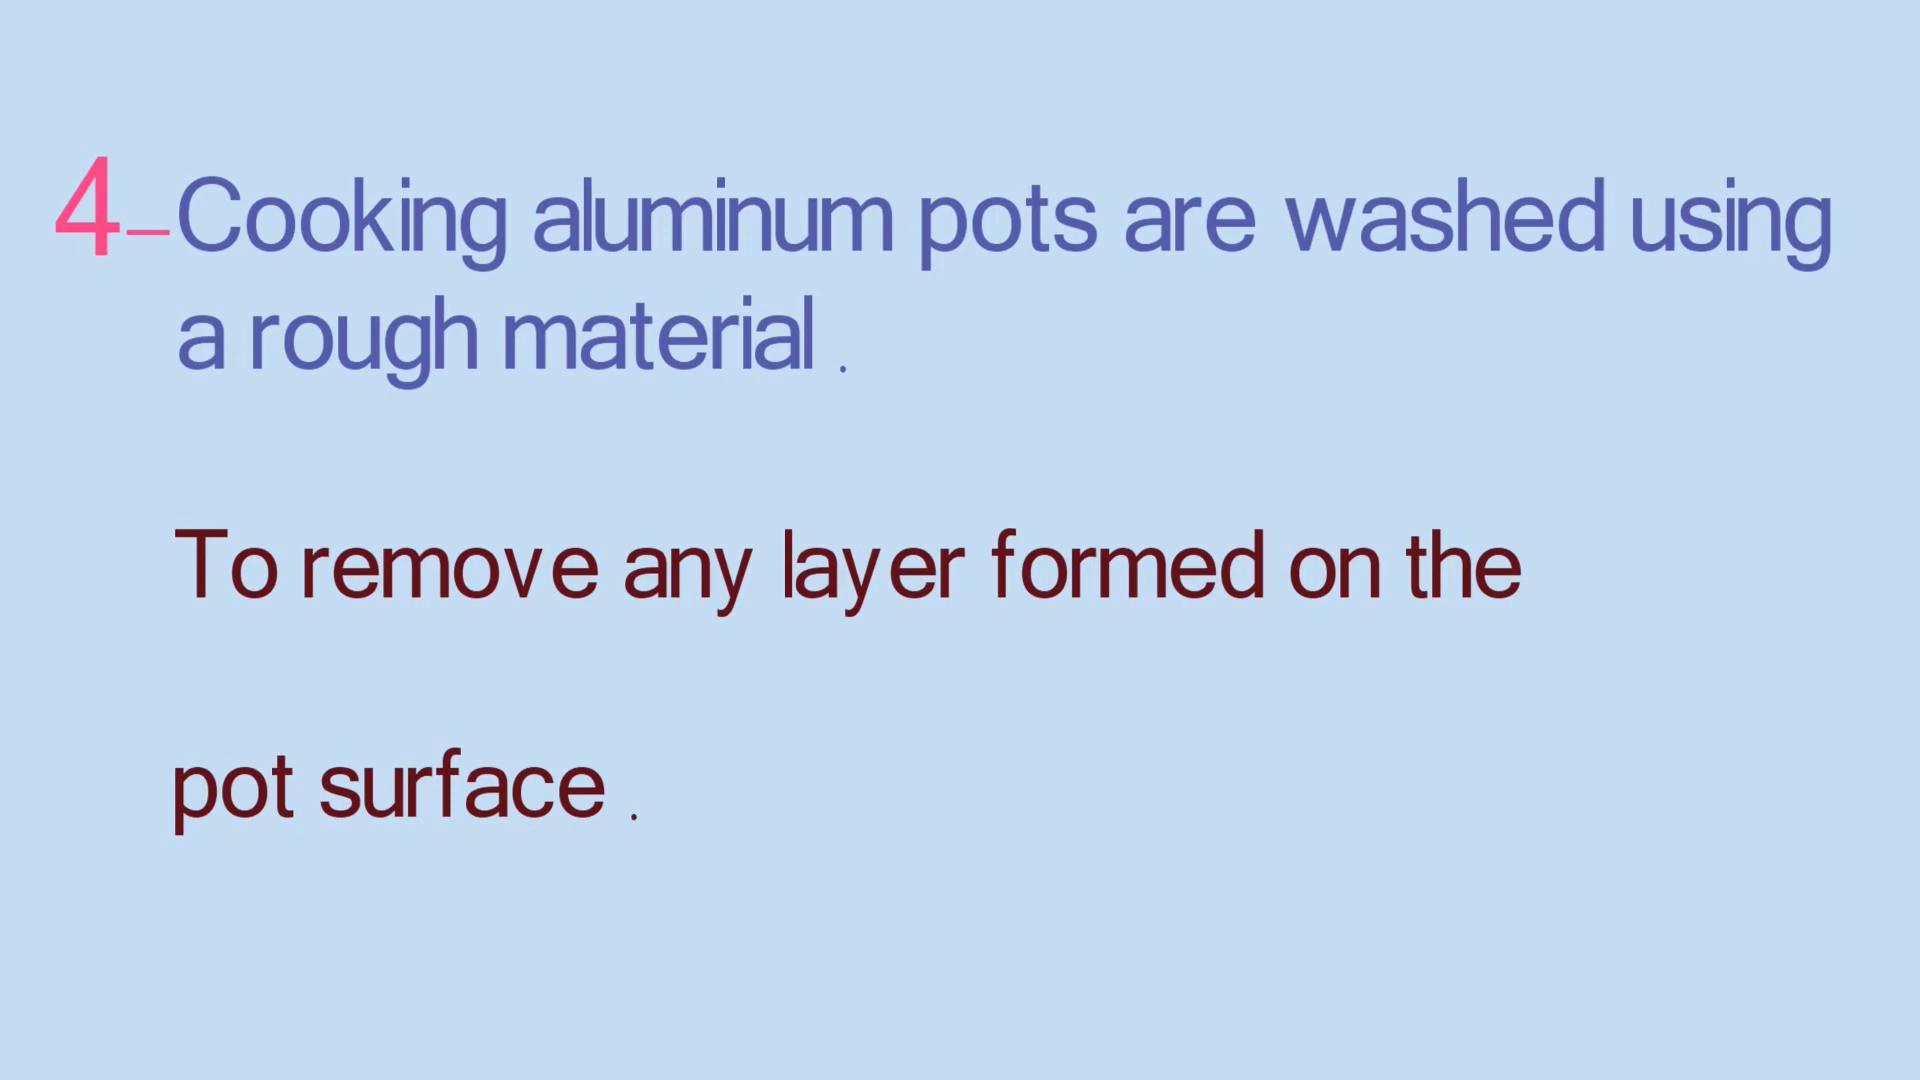 4-Cooking aluminum pots are washed using
a rough material .
To remove any layer formed on the
pot surface .